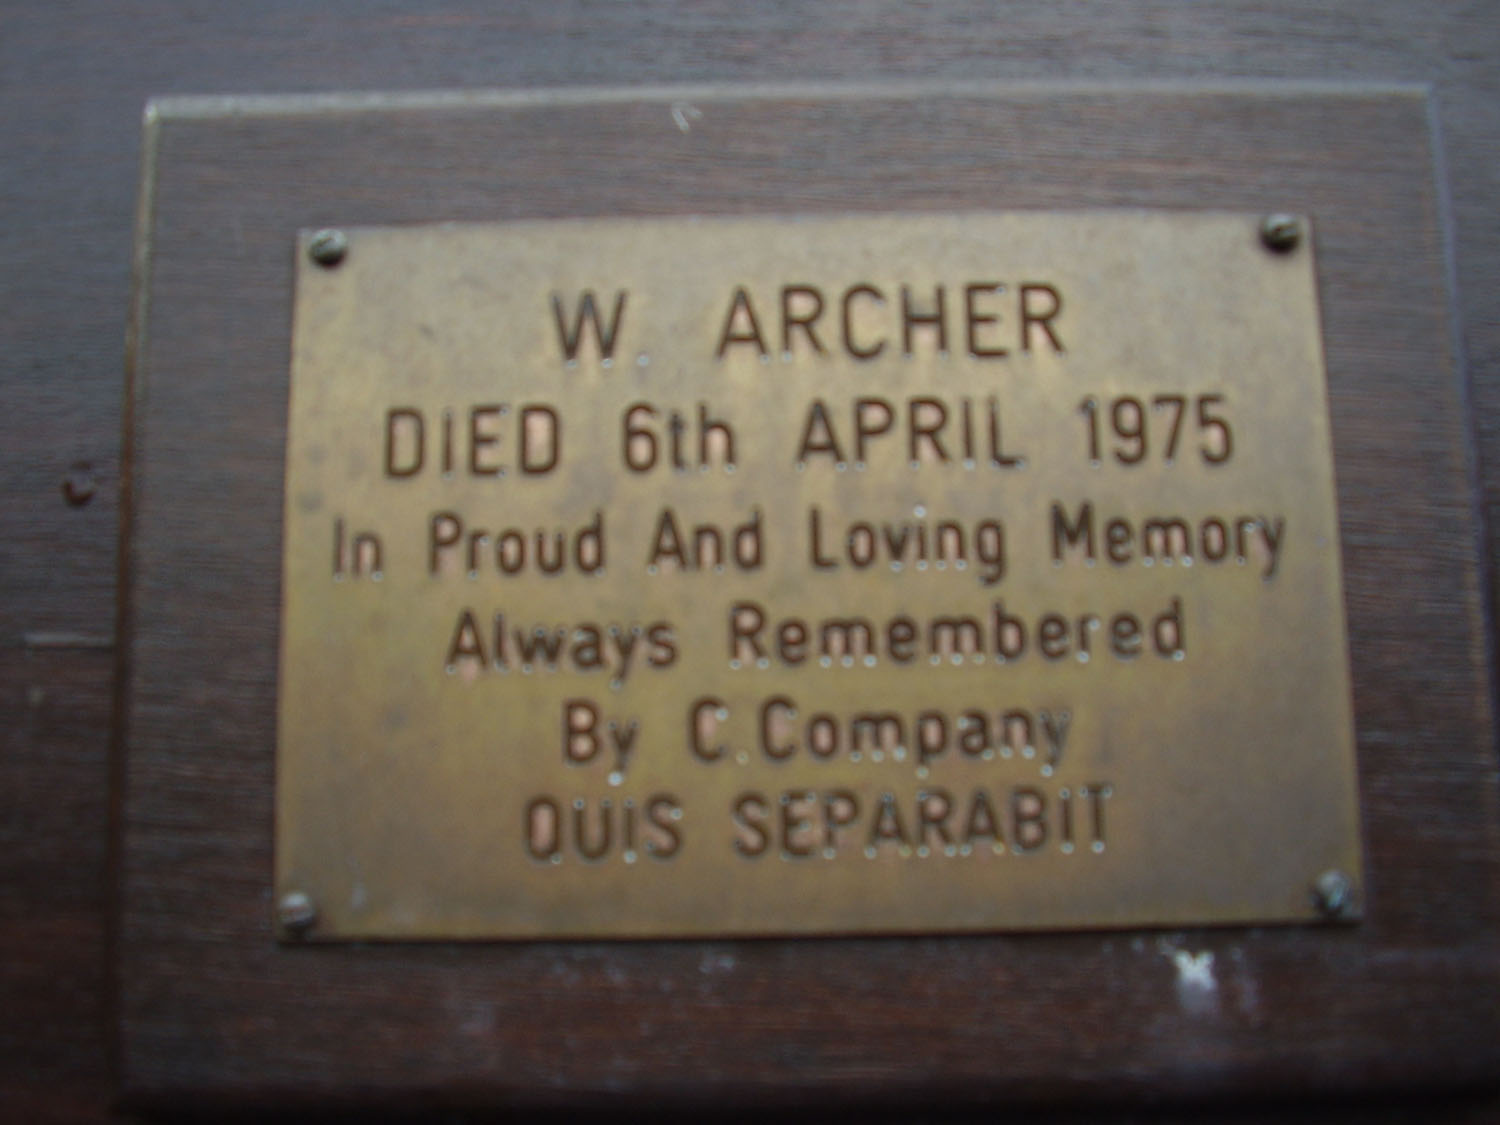 W. ARCHER
DIED 6th APRIL 1975
In Proud And Loving Memory
Always Remembered
By C.Company
QUIS SEPARABIT